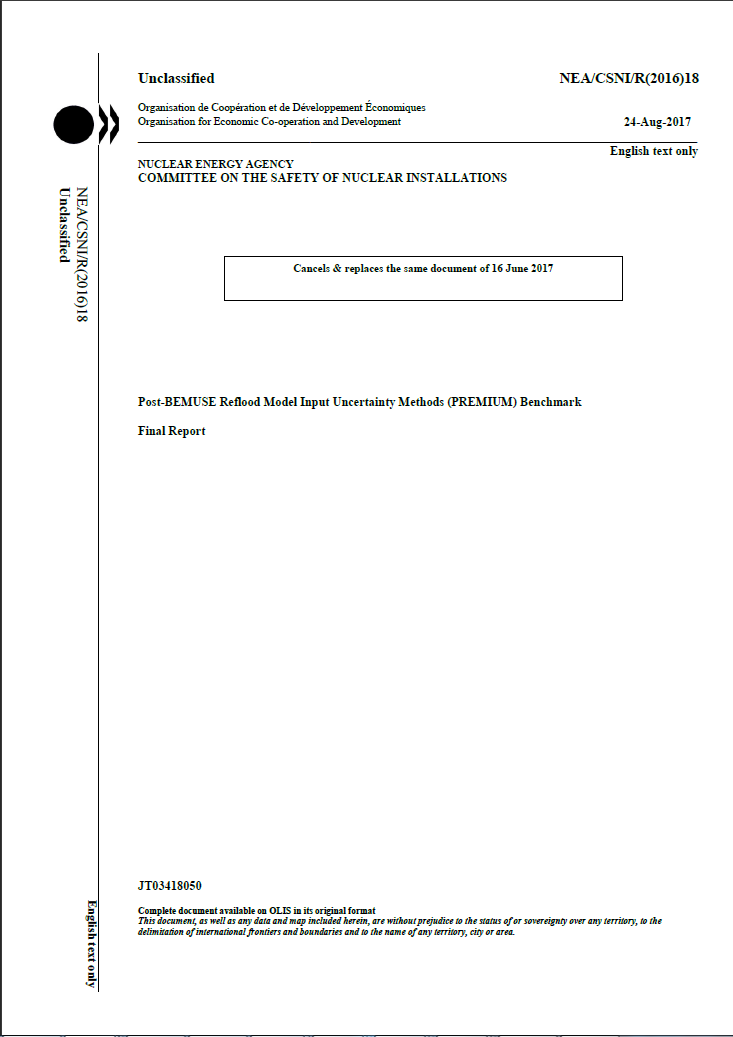 Unclassified
NEA/CSNI/R(2016)18
Organisation de Coopération et de Développement Économiques
Organisation for Economic Co-operation and Development
24-Aug-2017
English text only
NUCLEAR ENERGY AGENCY
COMMITTEE ON THE SAFETY OF NUCLEAR INSTALLATIONS
NEA/CSNI/R(2016)18
Unclassified
Cancels & replaces the same document of 16 June 2017
Post-BEMUSE Reflood Model Input Uncertainty Methods (PREMIUM) Benchmark
Final Report
JT03418050
Complete document available on OLIS in its original format
This document, as well as any data and map included herein, are without prejudice to the status of or sovereignty over any territory, to the
delimitation of international frontiers and boundaries and to the name of any territory, city or area.
English text only